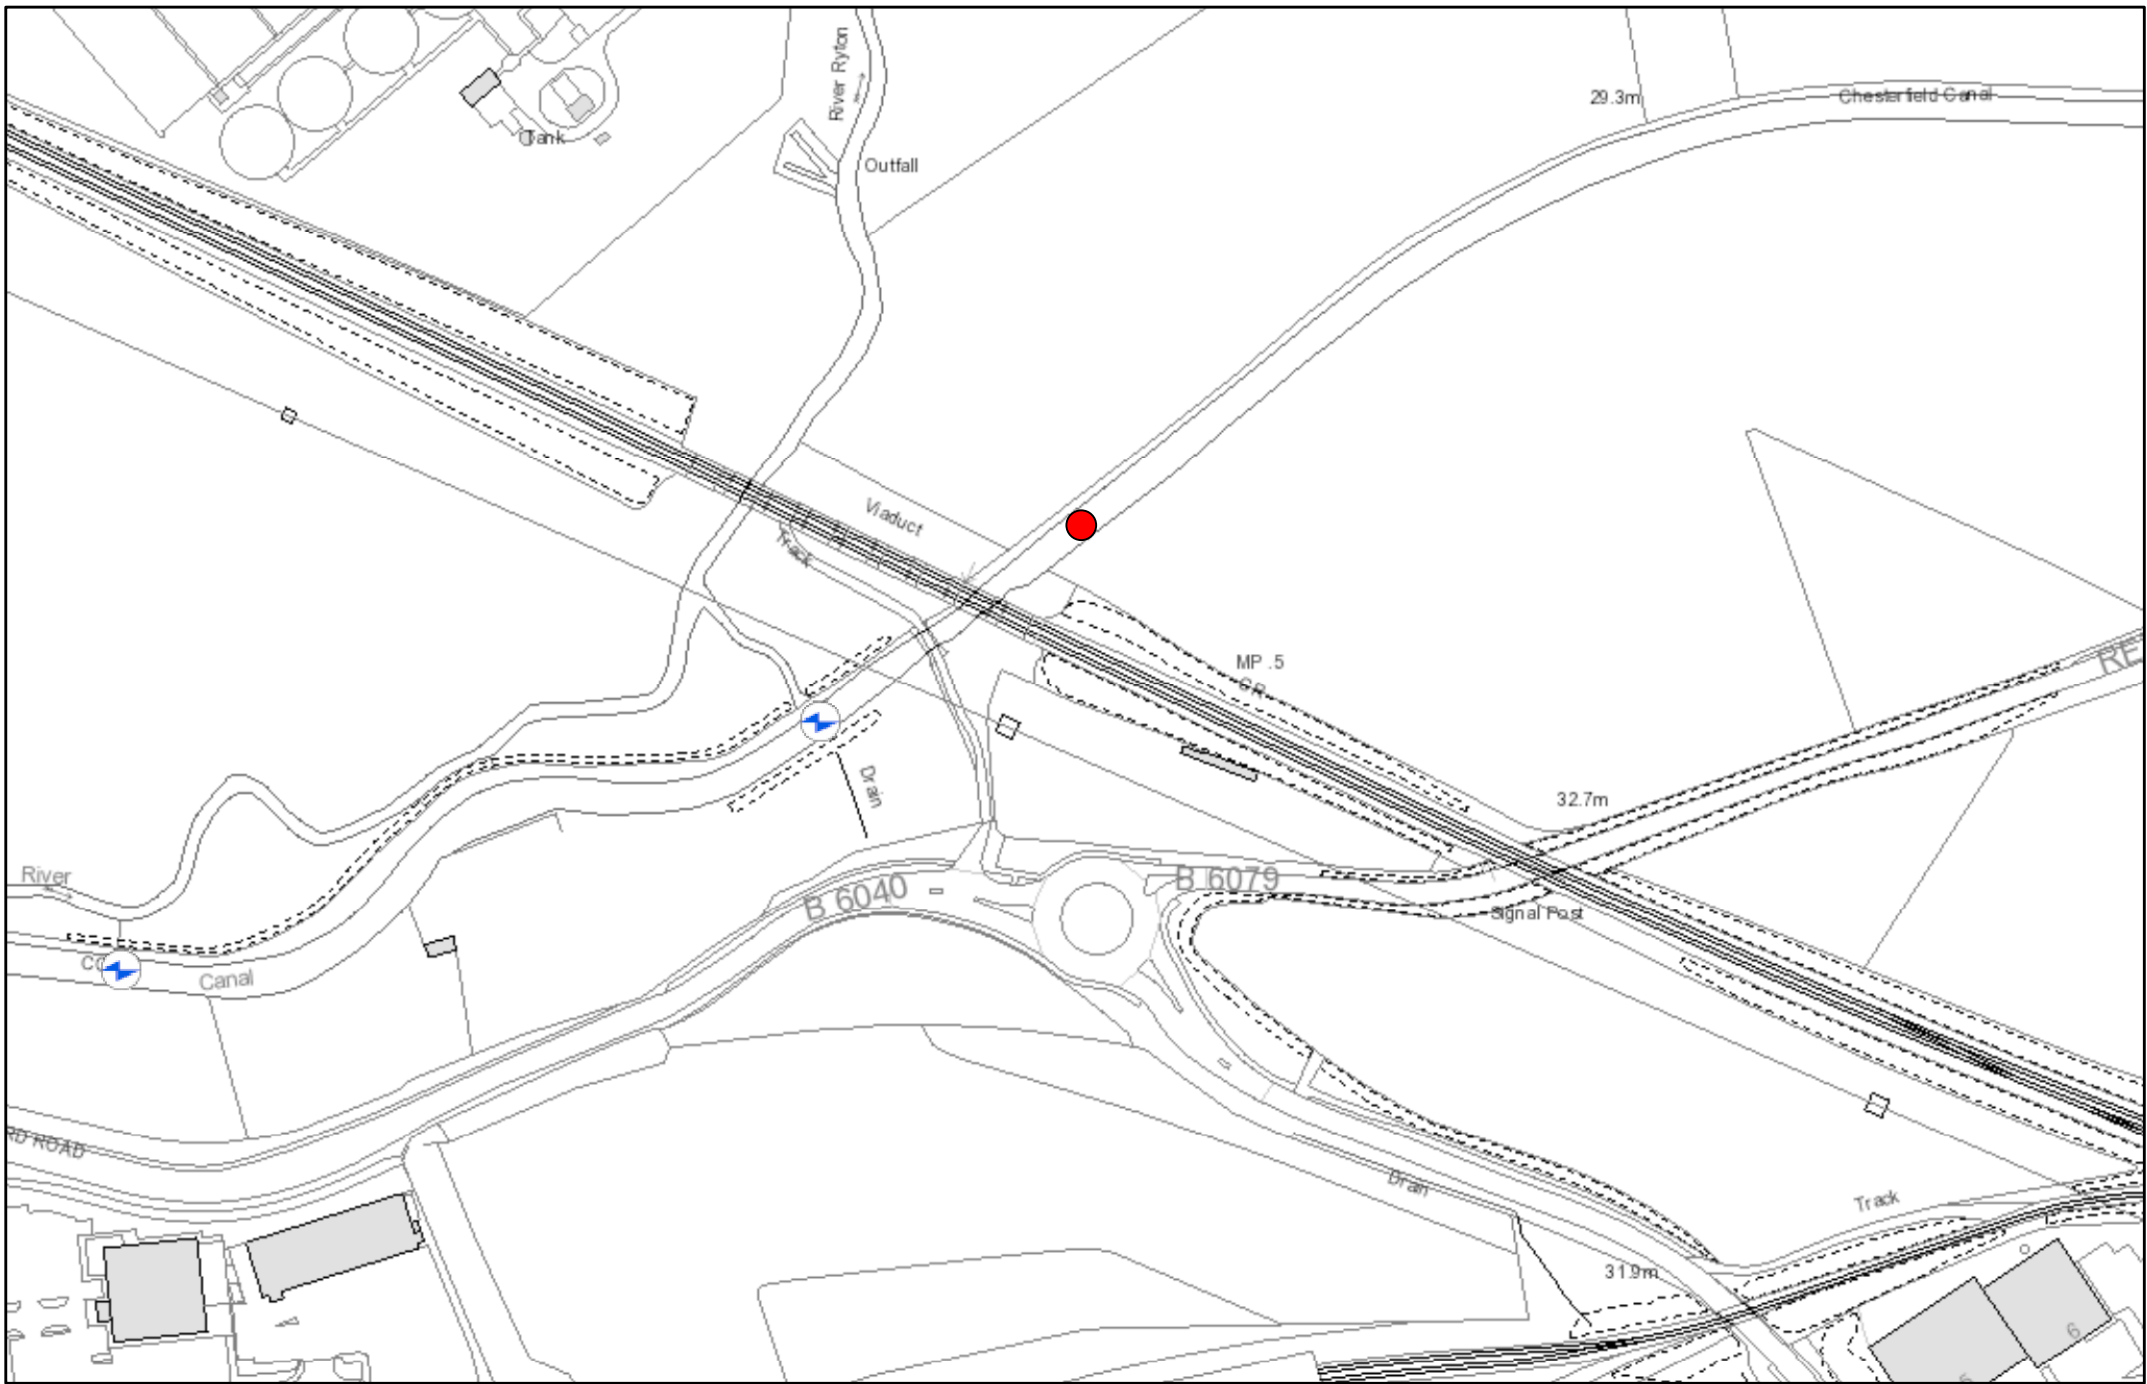 River Ryton
29.3m
Chesterfield Canal
Tank
Outfall
Viaduct
Track
MP .5
CR
RE
32.7m
Drain
River
B 6040
B 6079
Signal Post
Canal
RD ROAD
Drain
Track
31.9m
6
5